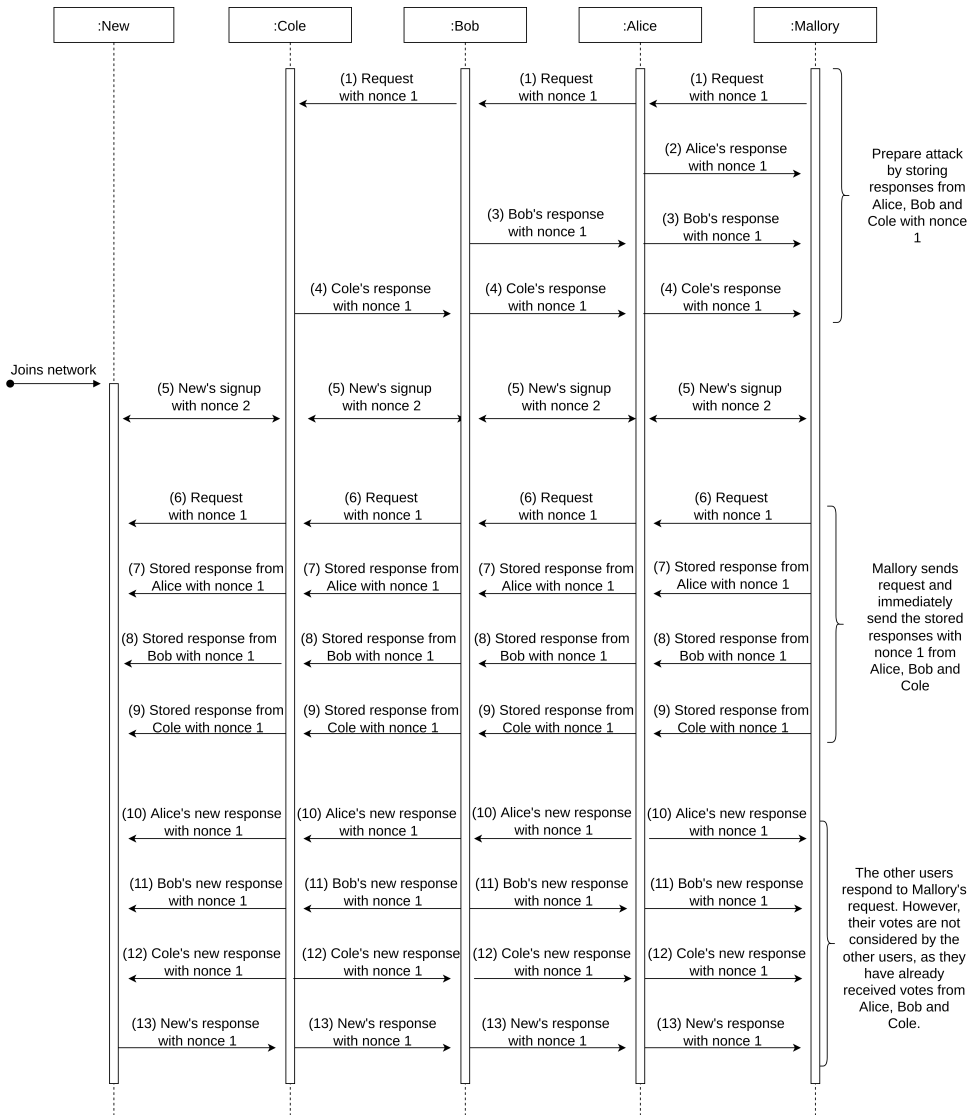 :New
:Cole
:Bob
:Alice
:Mallory
(1) Request
with nonce 1
(1) Request
with nonce 1
(1) Request
with nonce 1
(2) Alice's response
with nonce 1
(3) Bob's response
with nonce 1
(3) Bob's response
with nonce 1
(4) Cole's response
with nonce 1
(4) Cole's response
with nonce 1
(4) Cole's response
with nonce 1
Prepare attack
by storing
responses from
Alice, Bob and
Cole with nonce
1
Joins network
(5) New's signup
with nonce 2
(5) New's signup
with nonce 2
(5) New's signup
with nonce 2
(5) New's signup
with nonce 2
(6) Request
with nonce 1
(6) Request
with nonce 1
(6) Request
with nonce 1
(6) Request
with nonce 1
(7) Stored response from
Alice with nonce 1
(7) Stored response from
Alice with nonce 1
(7) Stored response from
Alice with nonce 1
(7) Stored response from
Alice with nonce 1
(8) Stored response from
Bob with nonce 1
(8) Stored response from
Bob with nonce 1
(8) Stored response from
Bob with nonce 1
(8) Stored response from
Bob with nonce 1
(9) Stored response from
Cole with nonce 1
(9) Stored response from
Cole with nonce 1
(9) Stored response from
Cole with nonce 1
(9) Stored response from
Cole with nonce 1
Mallory sends
request and
immediately
send the stored
responses with
nonce 1 from
Alice, Bob and
Cole
(10) Alice's new response
with nonce 1
(10) Alice's new response
with nonce 1
(10) Alice's new response
with nonce 1
(10) Alice's new response
with nonce 1
(11) Bob's new response
with nonce 1
(11) Bob's new response
with nonce 1
(11) Bob's new response
with nonce 1
(11) Bob's new response
with nonce 1
(12) Cole's new response
with nonce 1
(12) Cole's new response
with nonce 1
(12) Cole's new response
with nonce 1
(12) Cole's new response
with nonce 1
(13) New's response
with nonce 1
(13) New's response
with nonce 1
(13) New's response
with nonce 1
(13) New's response
with nonce 1
The other users
respond to Mallory's
request. However,
their votes are not
considered by the
other users, as they
have already
received votes from
Alice, Bob and
Cole.